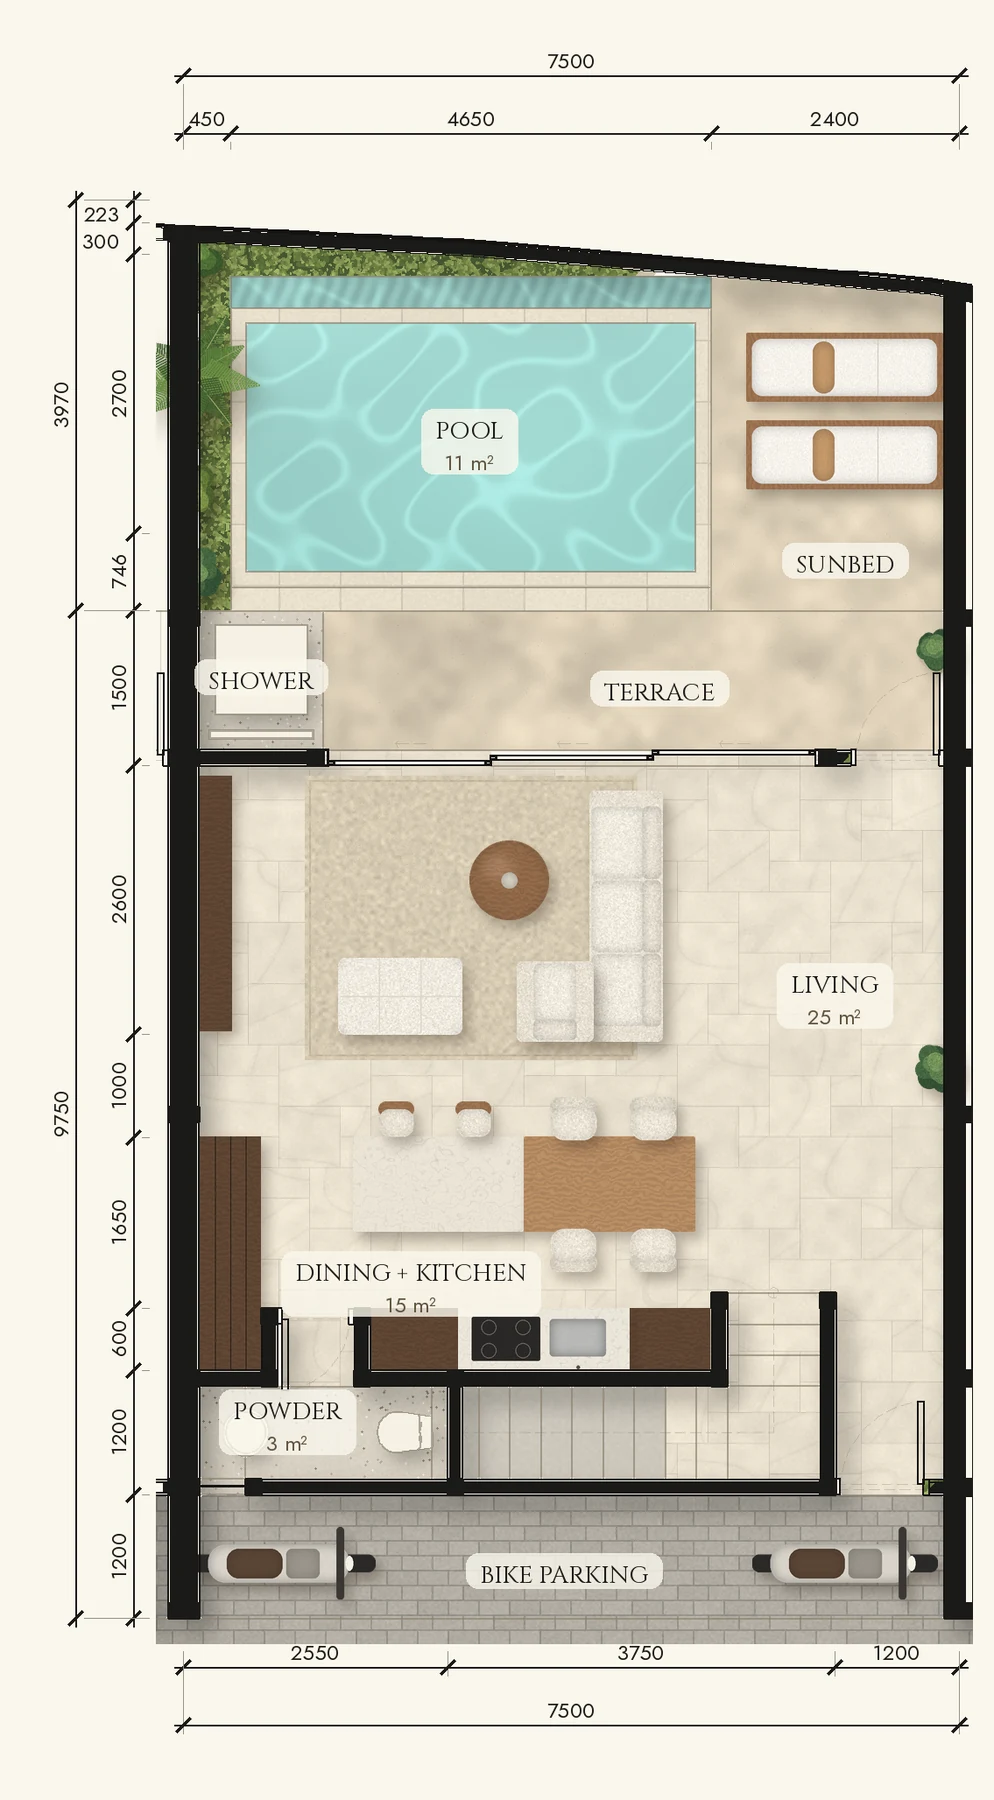 7500
450 4650 2400
223
300
3970
2700
POOL
11 m²
746
SUNBED
1500
SHOWER
TERRACE
2600
LIVING
25 m²
9750
1000
1650
DINING + KITCHEN
15 m²
600
POWDER
3 m²
1200
1200
BIKE PARKING
2550 3750 1200
7500